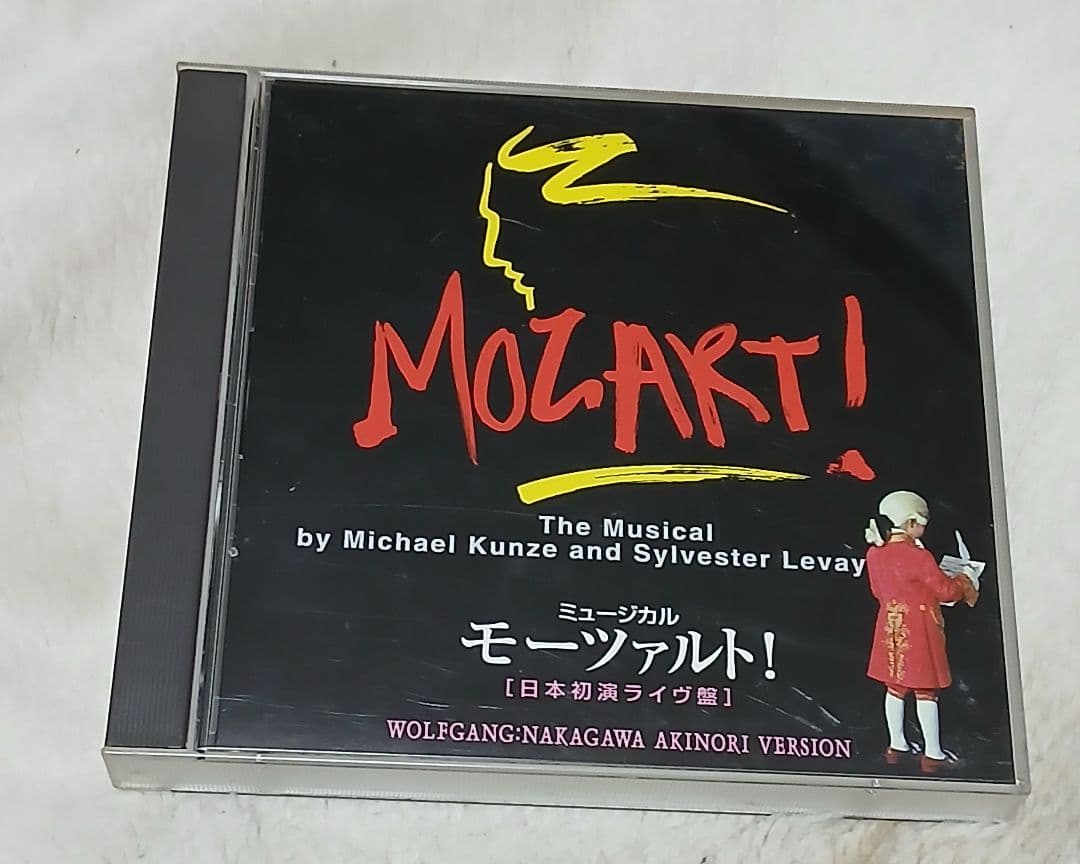 MOZART!
The Musical
by Michael Kunze and Sylvester Levay
ミュージカル
モーツァルト!
[日本初演ライヴ盤]
WOLFGANG:NAKAGAWA AKINORI VERSION